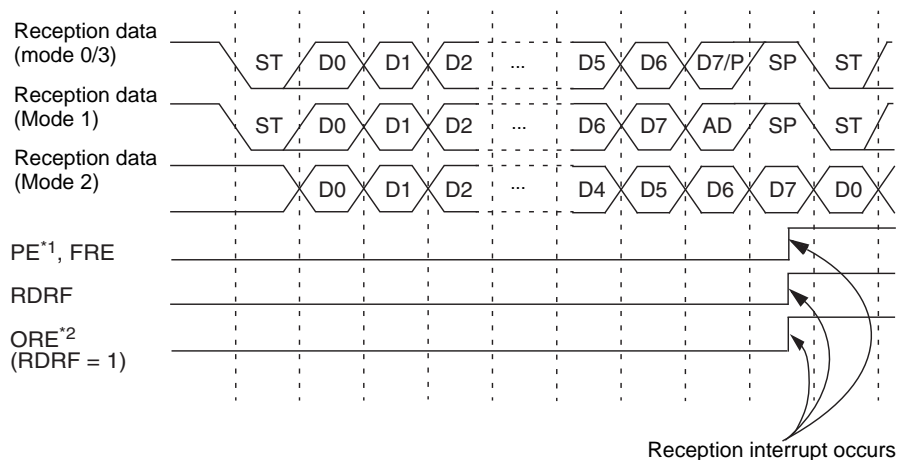 Reception data
(mode 0/3)
ST D0 D1 D2 ... D5 D6 D7/P SP ST
Reception data
(Mode 1)
ST D0 D1 D2 ... D6 D7 AD SP ST
Reception data
(Mode 2)
D0 D1 D2 ... D4 D5 D6 D7 D0
PE*1, FRE
RDRF
ORE*2
(RDRF = 1)
Reception interrupt occurs